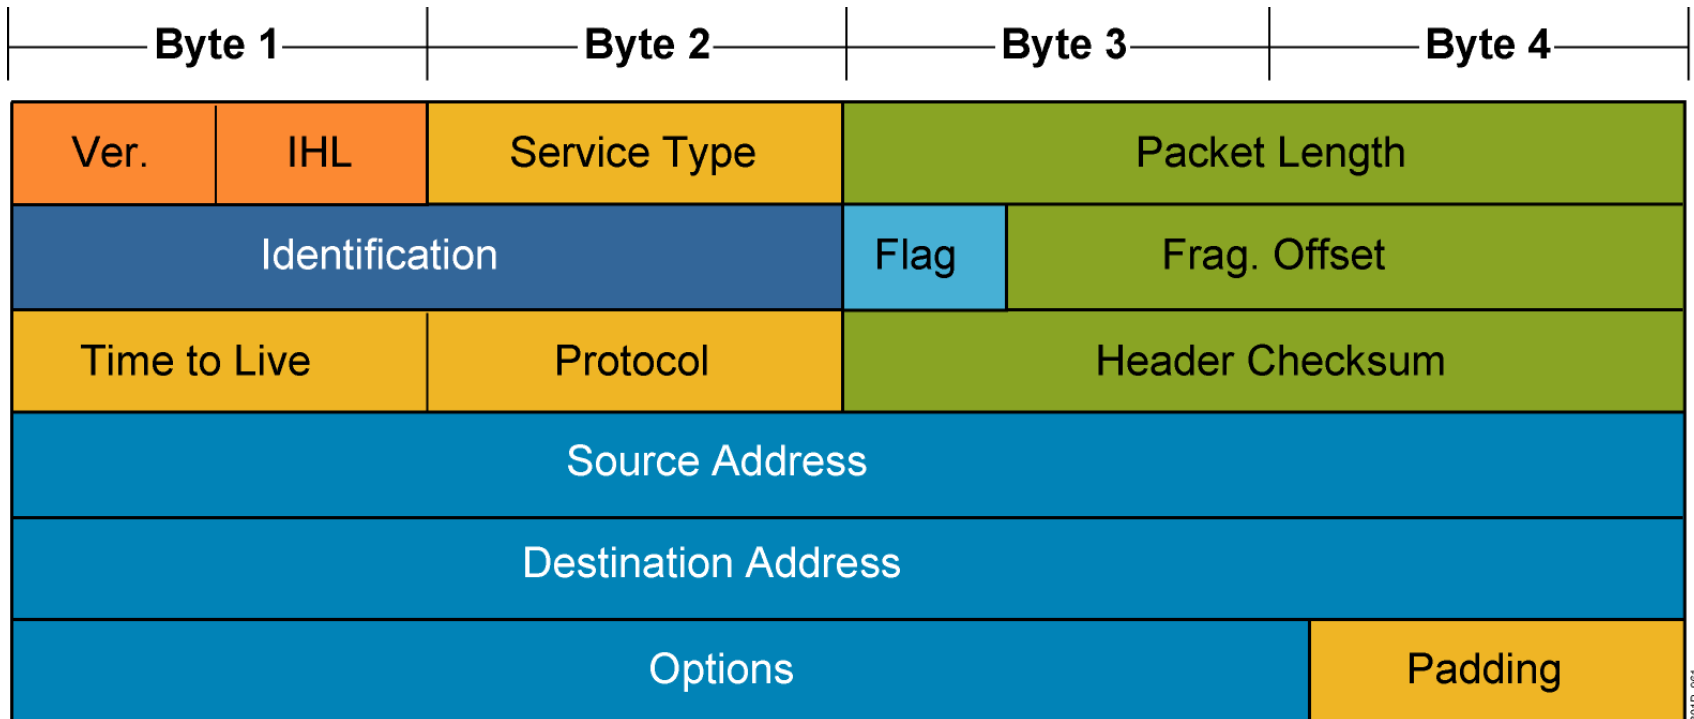 Byte 1 Byte 2 Byte 3 Byte 4
Ver. IHL Service Type Packet Length
Identification Flag Frag. Offset
Time to Live Protocol Header Checksum
Source Address
Destination Address
Options Padding